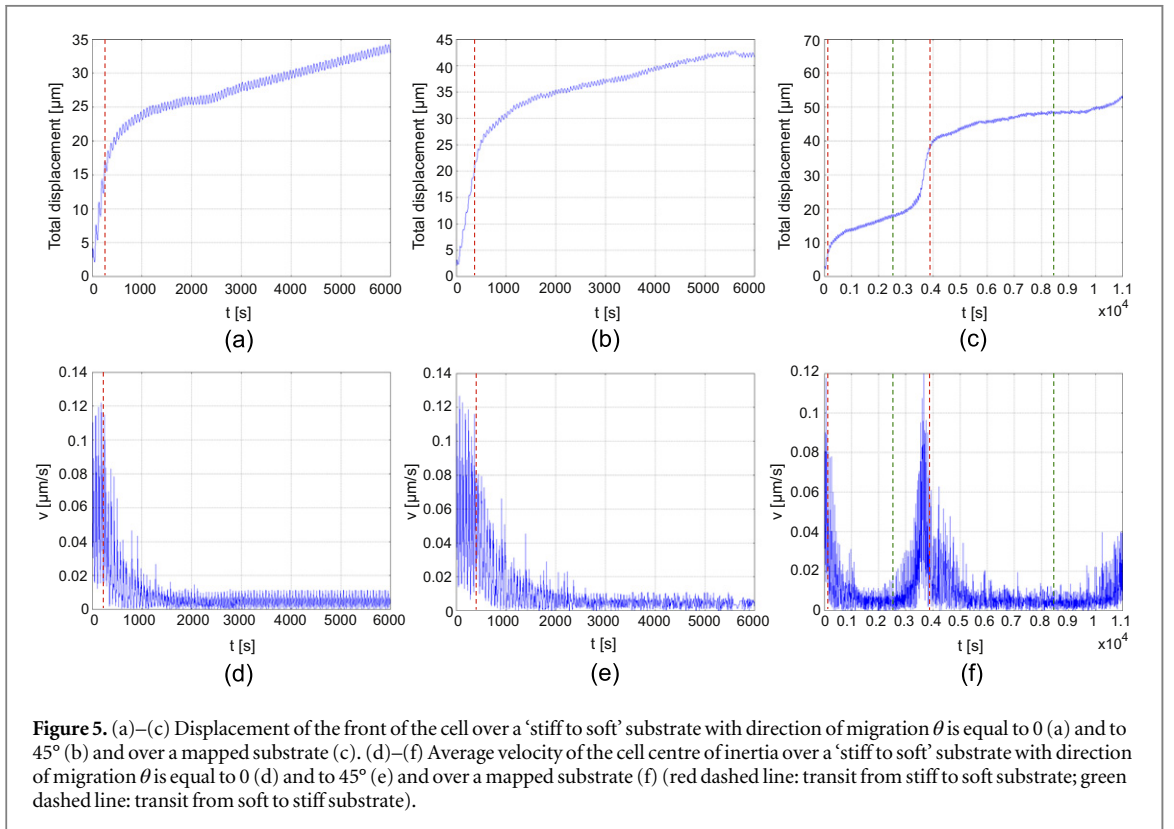 35
30
25
20
15
10
5
0
Total displacement [µm]
0 1000 2000 3000 4000 5000 6000
t [s]
(a)
45
40
35
30
25
20
15
10
5
0
Total displacement [µm]
0 1000 2000 3000 4000 5000 6000
t [s]
(b)
70
60
50
40
30
20
10
0
Total displacement [µm]
0 0.1 0.2 0.3 0.4 0.5 0.6 0.7 0.8 0.9 1 1.1
x10⁴
t [s]
(c)
0.14
0.12
0.1
0.08
0.06
0.04
0.02
0
v [µm/s]
0 1000 2000 3000 4000 5000 6000
t [s]
(d)
0.14
0.12
0.1
0.08
0.06
0.04
0.02
0
v [µm/s]
0 1000 2000 3000 4000 5000 6000
t [s]
(e)
0.12
0.10
0.08
0.06
0.04
0.02
0
v [µm/s]
0 0.1 0.2 0.3 0.4 0.5 0.6 0.7 0.8 0.9 1 1.1
x10⁴
t [s]
(f)
Figure 5. (a)–(c) Displacement of the front of the cell over a ‘stiff to soft’ substrate with direction of migration θ is equal to 0 (a) and to
45° (b) and over a mapped substrate (c). (d)–(f) Average velocity of the cell centre of inertia over a ‘stiff to soft’ substrate with direction
of migration θ is equal to 0 (d) and to 45° (e) and over a mapped substrate (f) (red dashed line: transit from stiff to soft substrate; green
dashed line: transit from soft to stiff substrate).